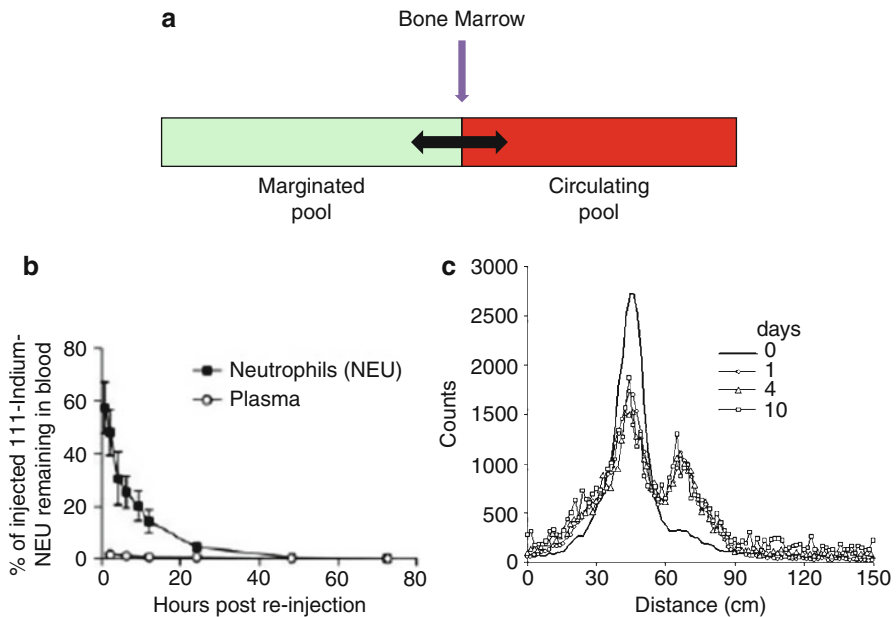 a
Bone Marrow
Marginated
pool
Circulating
pool
b
% of injected 111-Indium-
NEU remaining in blood
80
60
40
20
0
Neutrophils (NEU)
Plasma
0
20
40
60
80
Hours post re-injection
c
Counts
3000
2500
2000
1500
1000
500
0
days
0
1
4
10
0
30
60
90
120
150
Distance (cm)